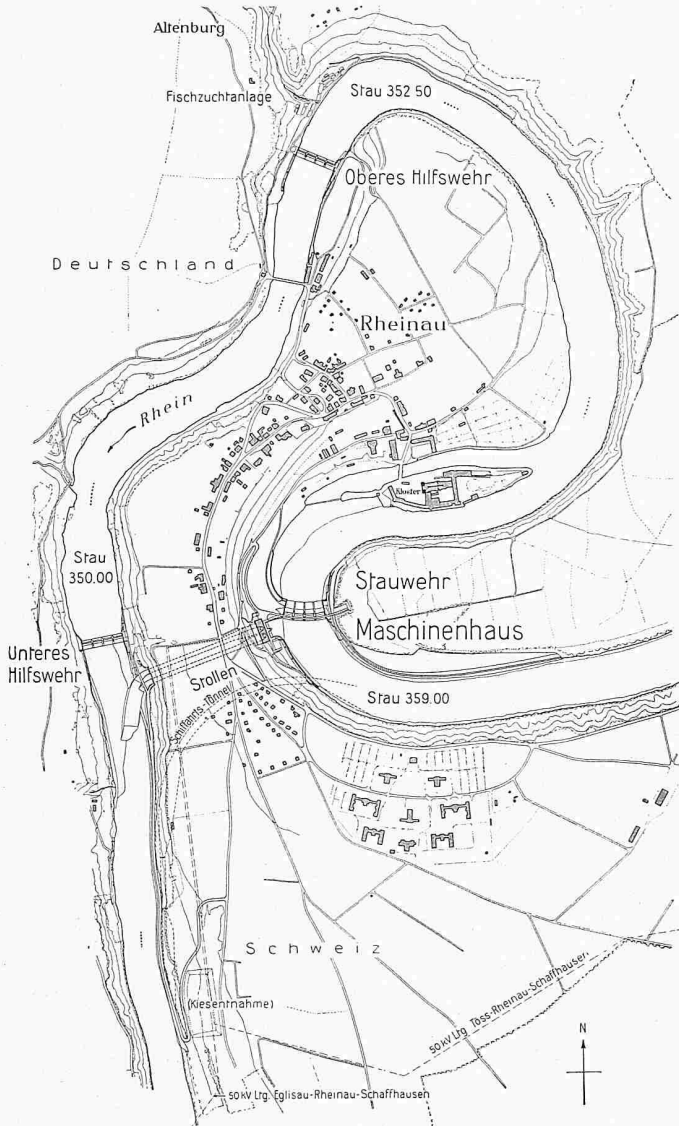 Altenburg
Fischzuchtanlage
Stau 352 50
Oberes Hilfswehr
Deutschland
Rheinau
Rhein
Kloster
Stau
350.00
Stauwehr
Maschinenhaus
Unteres
Hilfswehr
Stollen
Schiffahrts-Tunnel
Stau 359.00
Schweiz
(Kiesentnahme)
50 kV Ltg. Töss-Rheinau-Schaffhausen
N
50 kV Ltg. Eglisau-Rheinau-Schaffhausen